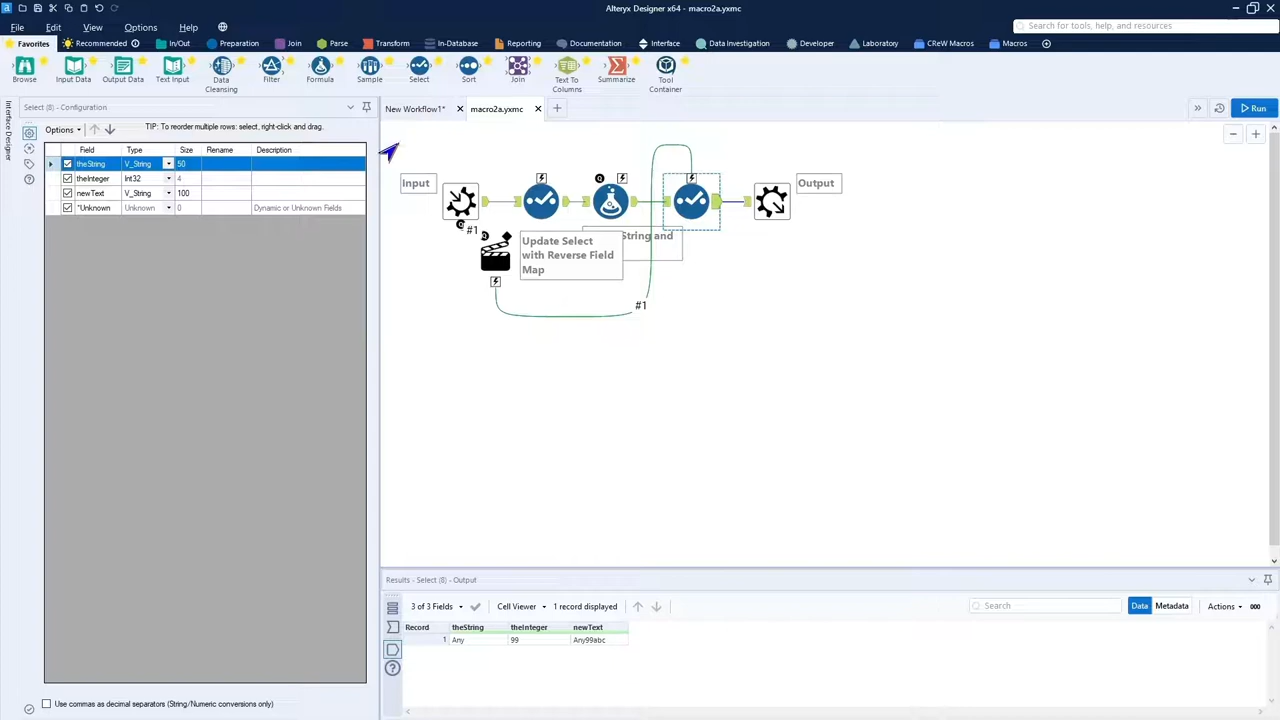 Alteryx Designer x64 - macro2a.yxmc
File
Edit
View
Options
Help
Search for tools, help, and resources
Favorites
Recommended
In/Out
Preparation
Join
Parse
Transform
In-Database
Reporting
Documentation
Interface
Data Investigation
Developer
Laboratory
CReW Macros
Macros
Browse
Input Data
Output Data
Text Input
Data Cleansing
Filter
Formula
Sample
Select
Sort
Join
Text To Columns
Summarize
Tool Container
Interface Designer
Select (8) - Configuration
Options
TIP: To reorder multiple rows: select, right-click and drag.
Field Type Size Rename Description
theString V_String 50
theInteger Int32 4
newText V_String 100
*Unknown Unknown 0 Dynamic or Unknown Fields
Use commas as decimal separators (String/Numeric conversions only)
New Workflow1*
macro2a.yxmc
Run
Input
Output
#1
Q
Q
Q
String and
Update Select
with Reverse Field
Map
#1
Results - Select (8) - Output
3 of 3 Fields
Cell Viewer
1 record displayed
Search
Data
Metadata
Actions
000
Record theString theInteger newText
1 Any 99 Any99abc